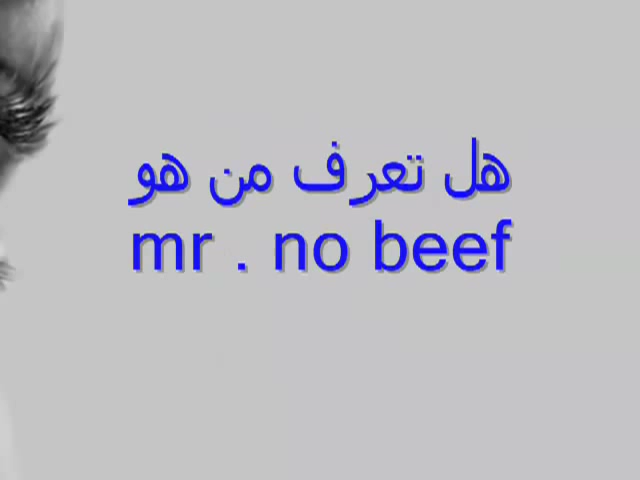 هل تعرف من هو
mr . no beef